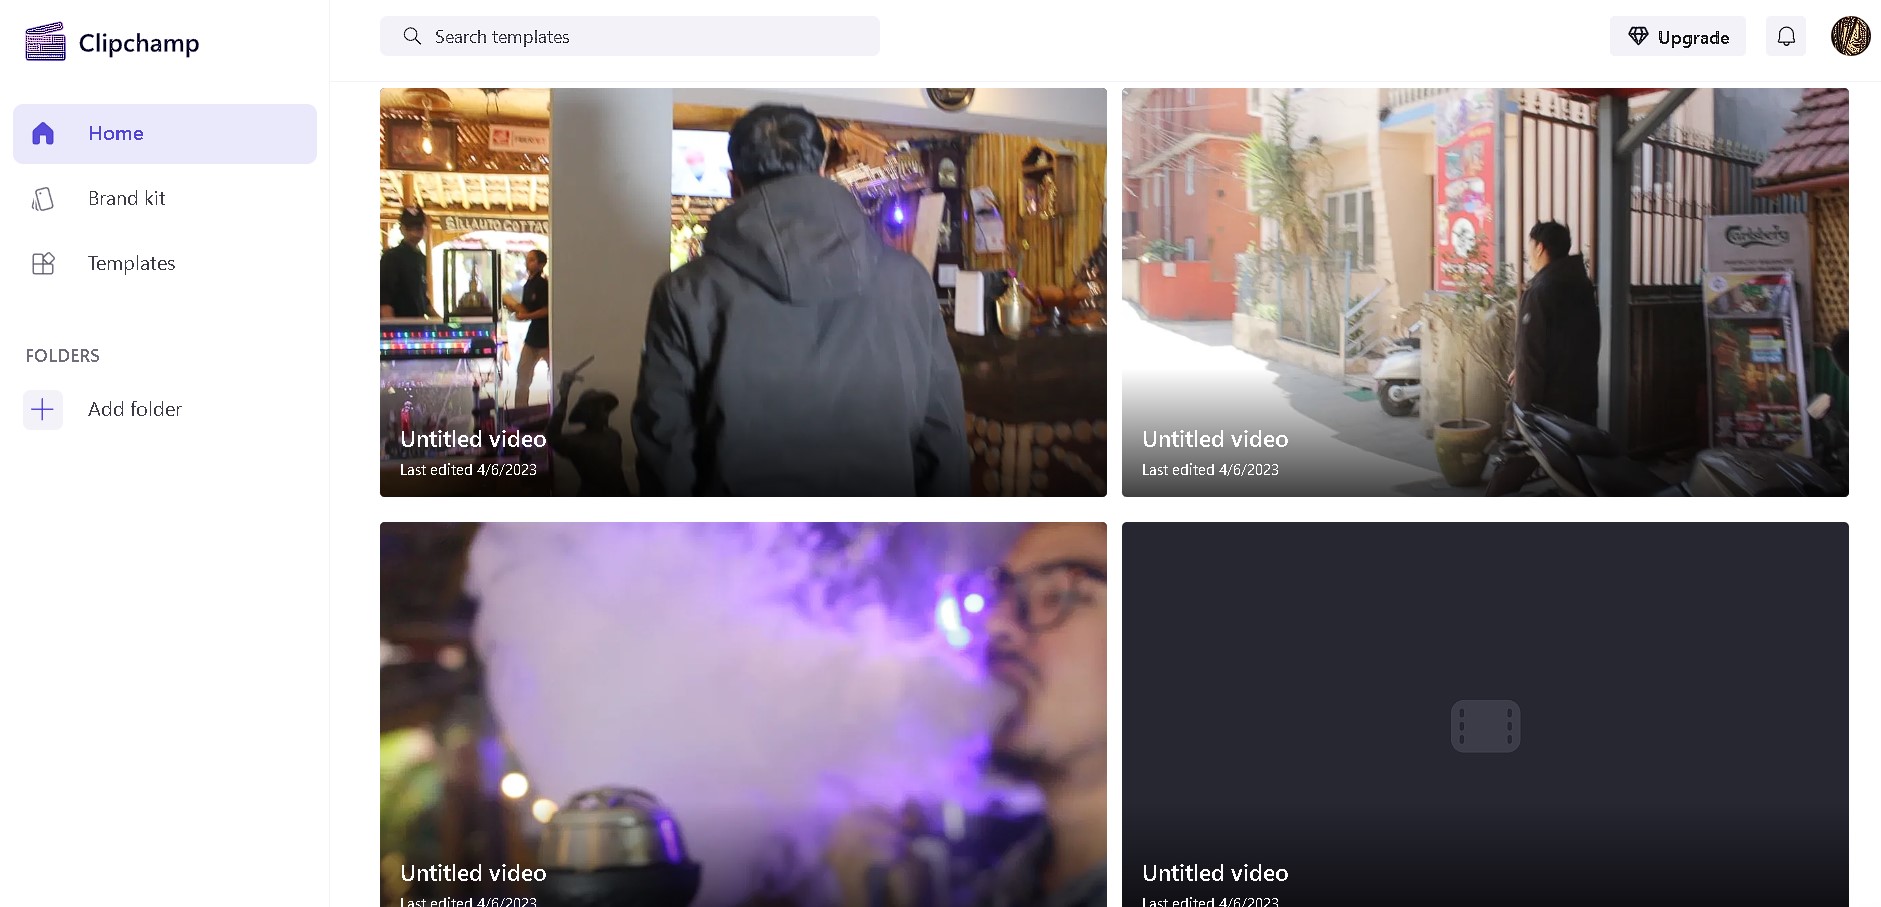 Clipchamp
Search templates
Upgrade
Home
Brand kit
Templates
FOLDERS
Add folder
Untitled video
Last edited 4/6/2023
Carlsberg
Untitled video
Last edited 4/6/2023
Untitled video
Last edited 4/6/2023
Untitled video
Last edited 4/6/2023